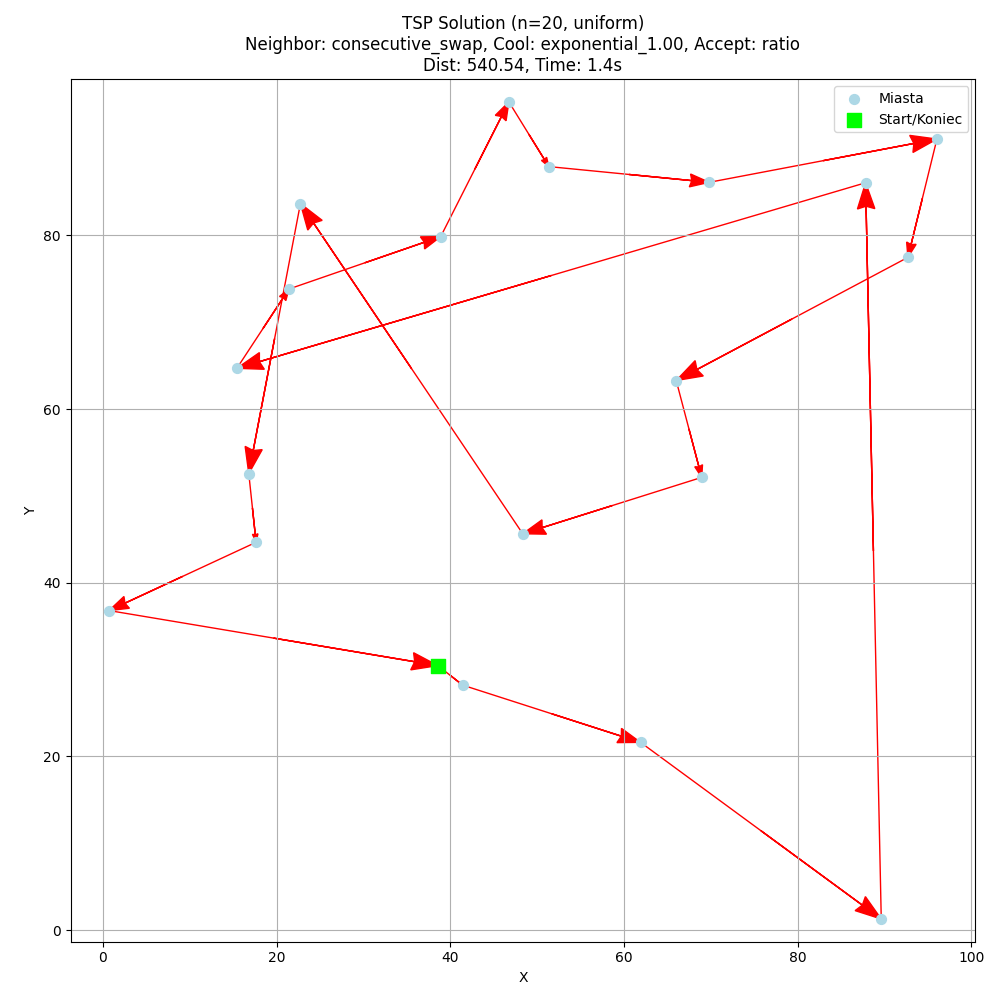 TSP Solution (n=20, uniform)
Neighbor: consecutive_swap, Cool: exponential_1.00, Accept: ratio
Dist: 540.54, Time: 1.4s
Miasta
Start/Koniec
Y
80
60
40
20
0
0 20 40 60 80 100
X